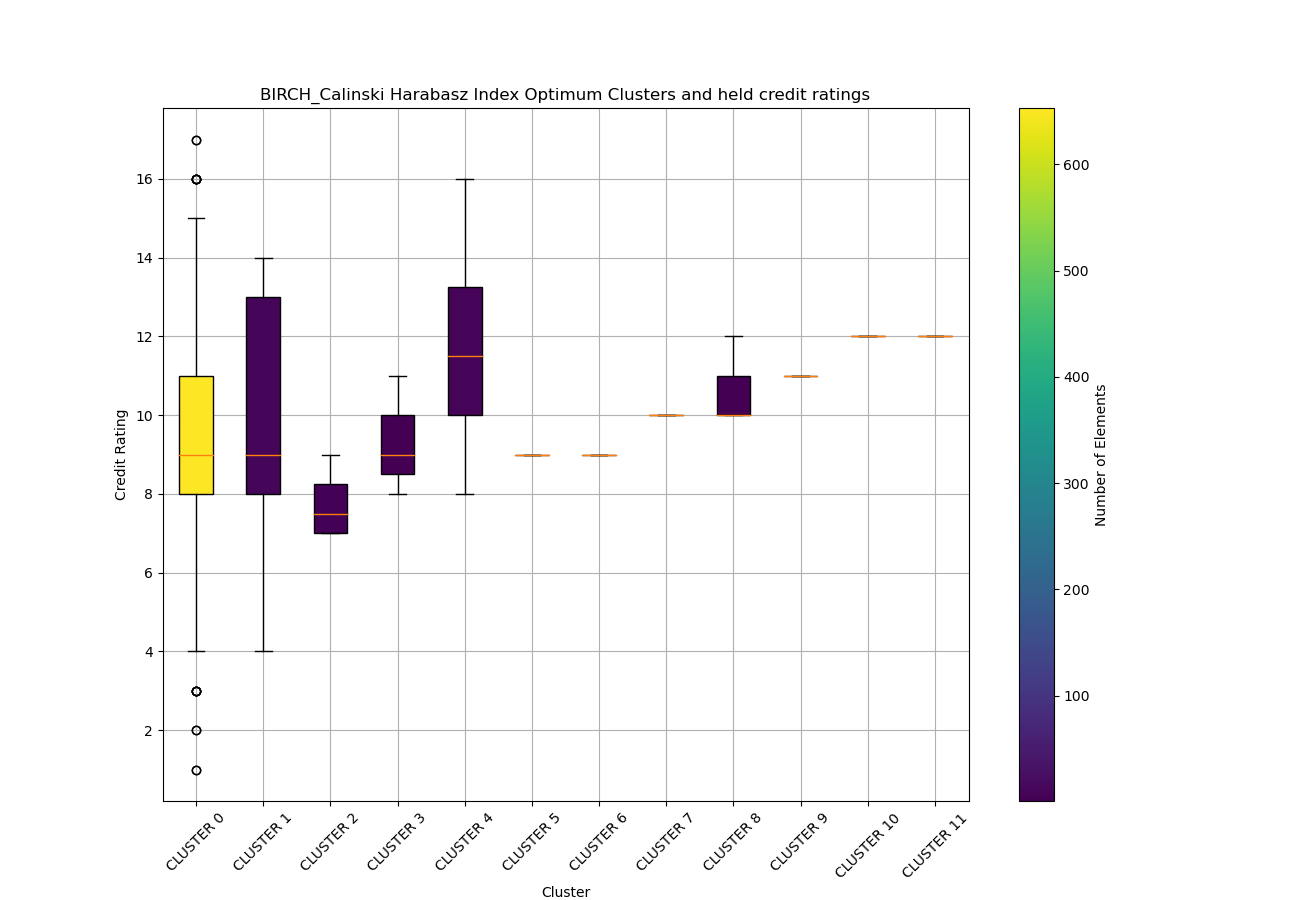 BIRCH_Calinski Harabasz Index Optimum Clusters and held credit ratings
16
14
12
10
8
6
4
2
Credit Rating
CLUSTER 0
CLUSTER 1
CLUSTER 2
CLUSTER 3
CLUSTER 4
CLUSTER 5
CLUSTER 6
CLUSTER 7
CLUSTER 8
CLUSTER 9
CLUSTER 10
CLUSTER 11
Cluster
600
500
400
300
200
100
Number of Elements